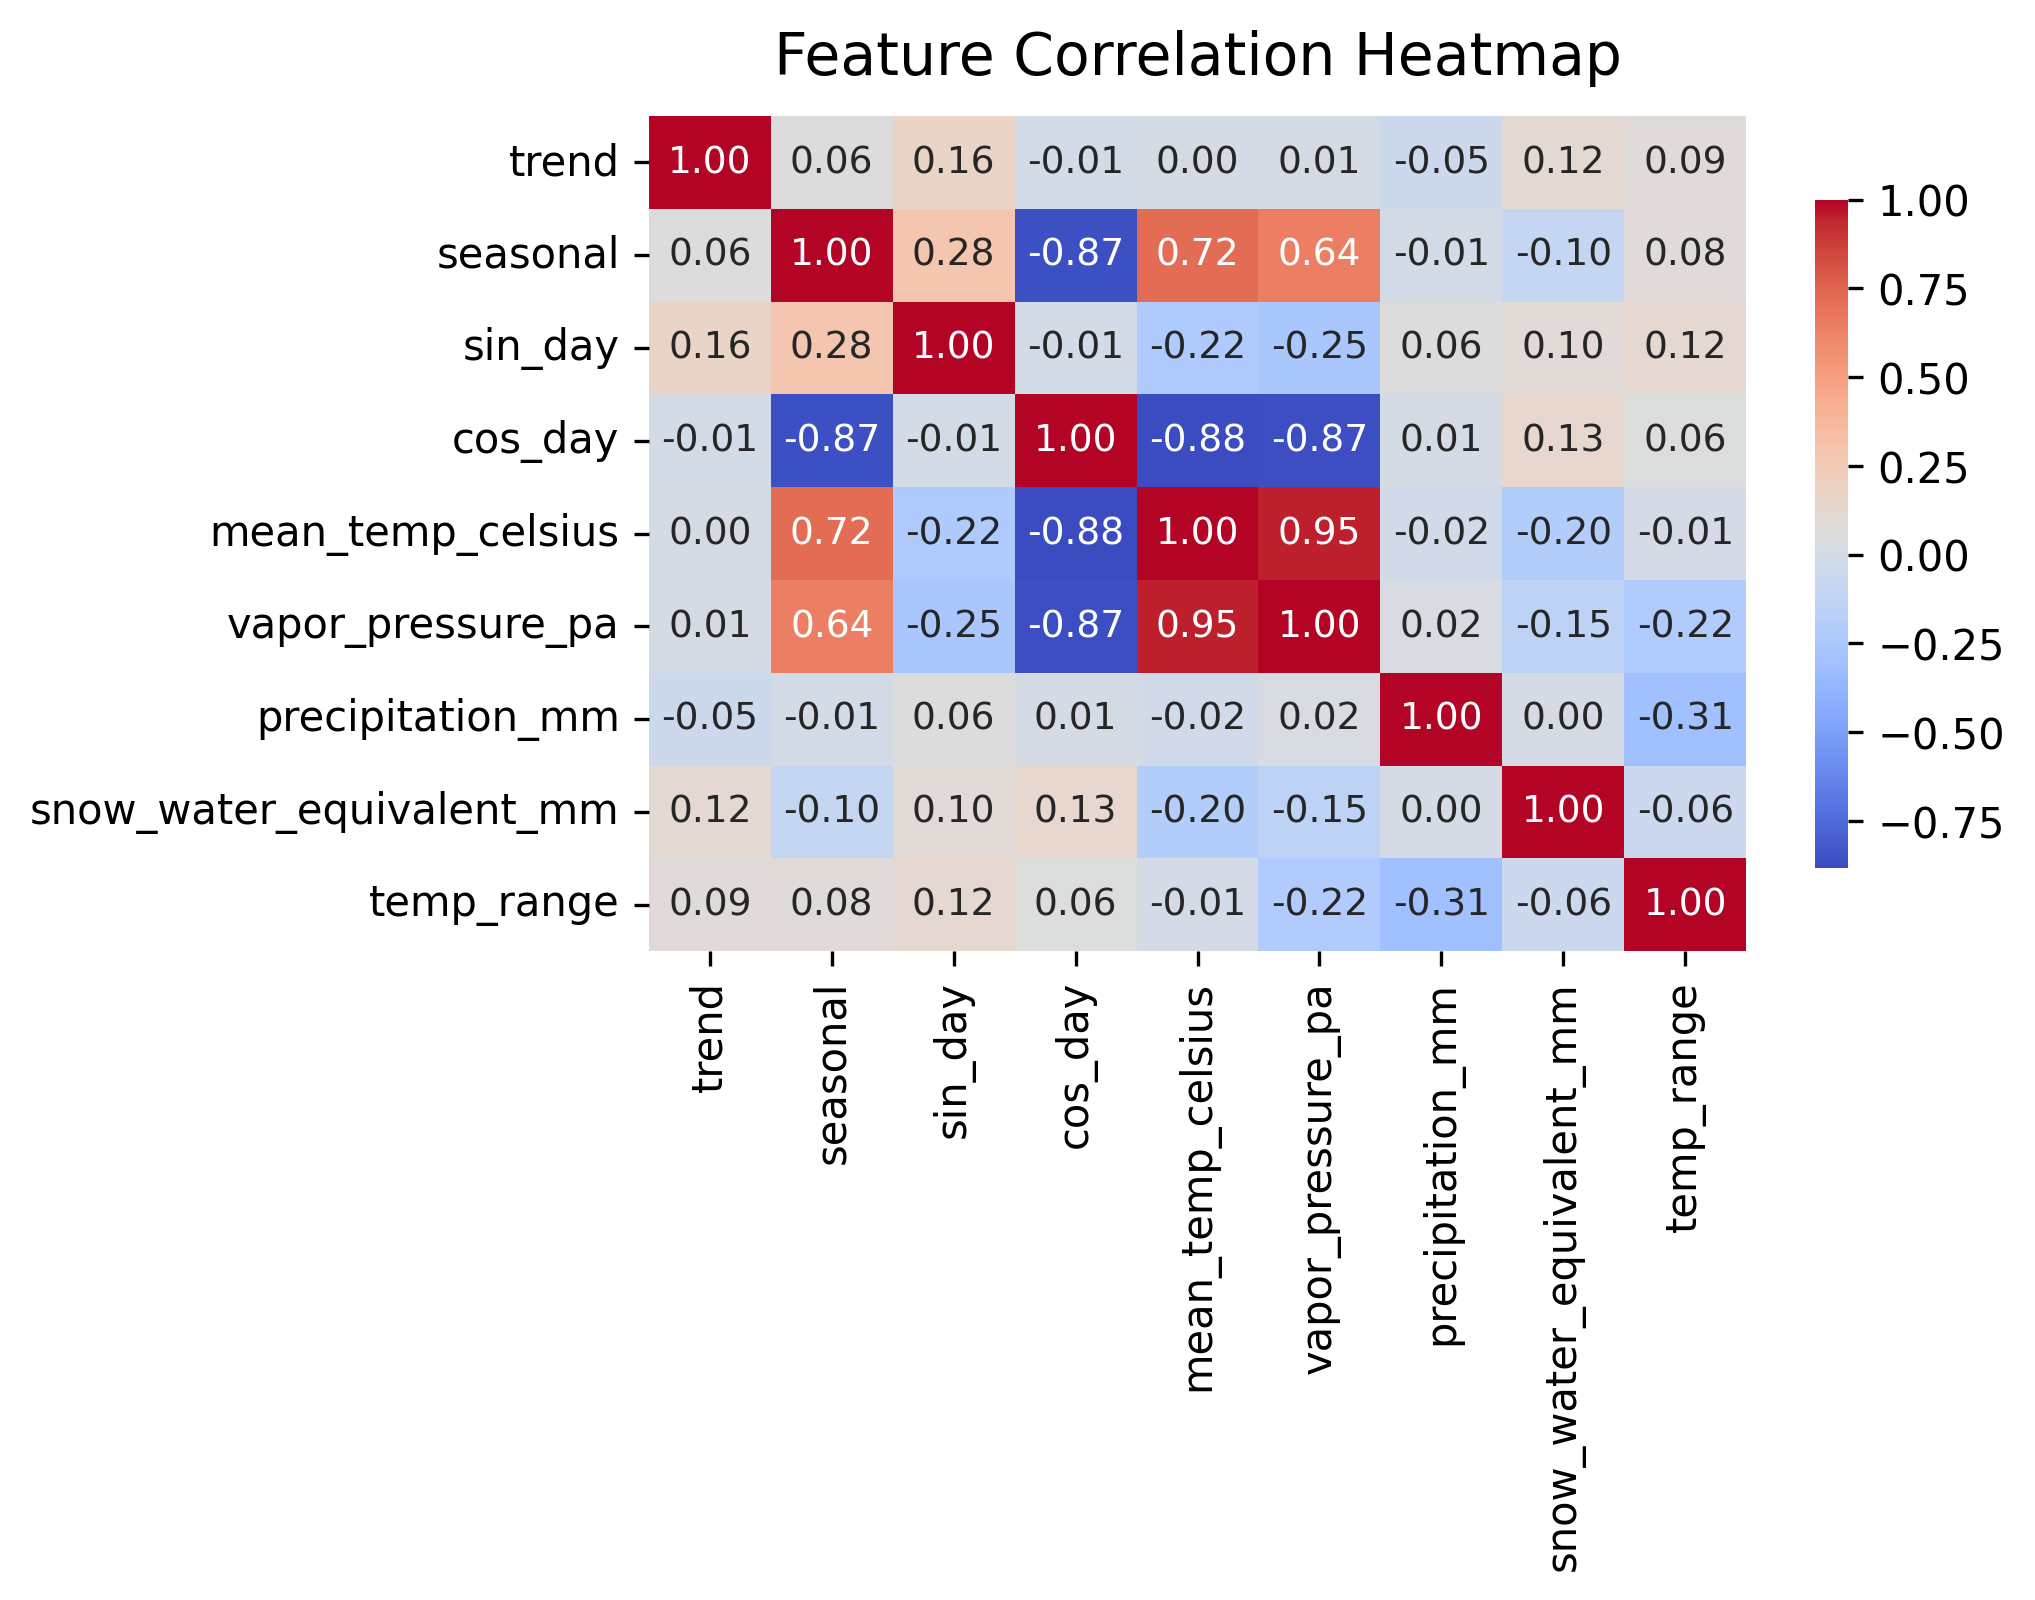 Feature Correlation Heatmap
trend 1.00 0.06 0.16 -0.01 0.00 0.01 -0.05 0.12 0.09
seasonal 0.06 1.00 0.28 -0.87 0.72 0.64 -0.01 -0.10 0.08
sin_day 0.16 0.28 1.00 -0.01 -0.22 -0.25 0.06 0.10 0.12
cos_day -0.01 -0.87 -0.01 1.00 -0.88 -0.87 0.01 0.13 0.06
mean_temp_celsius 0.00 0.72 -0.22 -0.88 1.00 0.95 -0.02 -0.20 -0.01
vapor_pressure_pa 0.01 0.64 -0.25 -0.87 0.95 1.00 0.02 -0.15 -0.22
precipitation_mm -0.05 -0.01 0.06 0.01 -0.02 0.02 1.00 0.00 -0.31
snow_water_equivalent_mm 0.12 -0.10 0.10 0.13 -0.20 -0.15 0.00 1.00 -0.06
temp_range 0.09 0.08 0.12 0.06 -0.01 -0.22 -0.31 -0.06 1.00
trend
seasonal
sin_day
cos_day
mean_temp_celsius
vapor_pressure_pa
precipitation_mm
snow_water_equivalent_mm
temp_range
1.00
0.75
0.50
0.25
0.00
−0.25
−0.50
−0.75